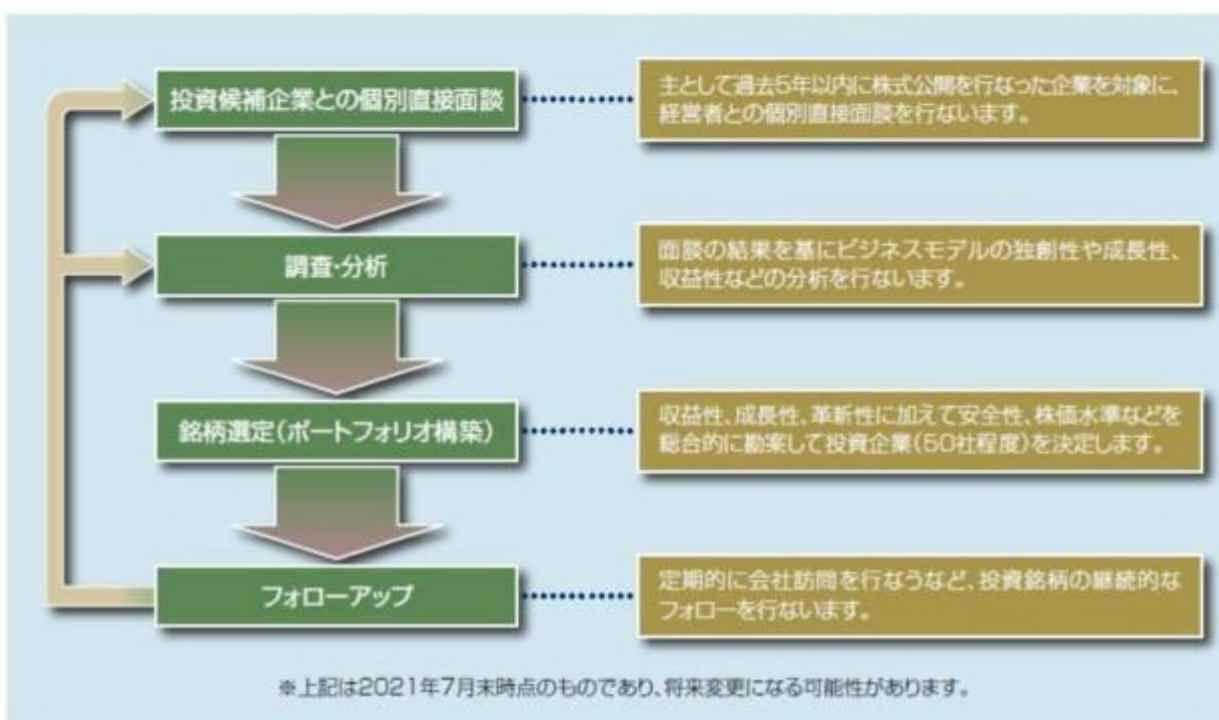 投資候補企業との個別直接面談
主として過去5年以内に株式公開を行なった企業を対象に、
経営者との個別直接面談を行ないます。
調査・分析
面談の結果を基にビジネスモデルの独創性や成長性、
収益性などの分析を行ないます。
銘柄選定(ポートフォリオ構築)
収益性、成長性、革新性に加えて安全性、株価水準などを
総合的に勘案して投資企業(50社程度)を決定します。
フォローアップ
定期的に会社訪問を行なうなど、投資銘柄の継続的な
フォローを行ないます。
※上記は2021年7月末時点のものであり、将来変更になる可能性があります。